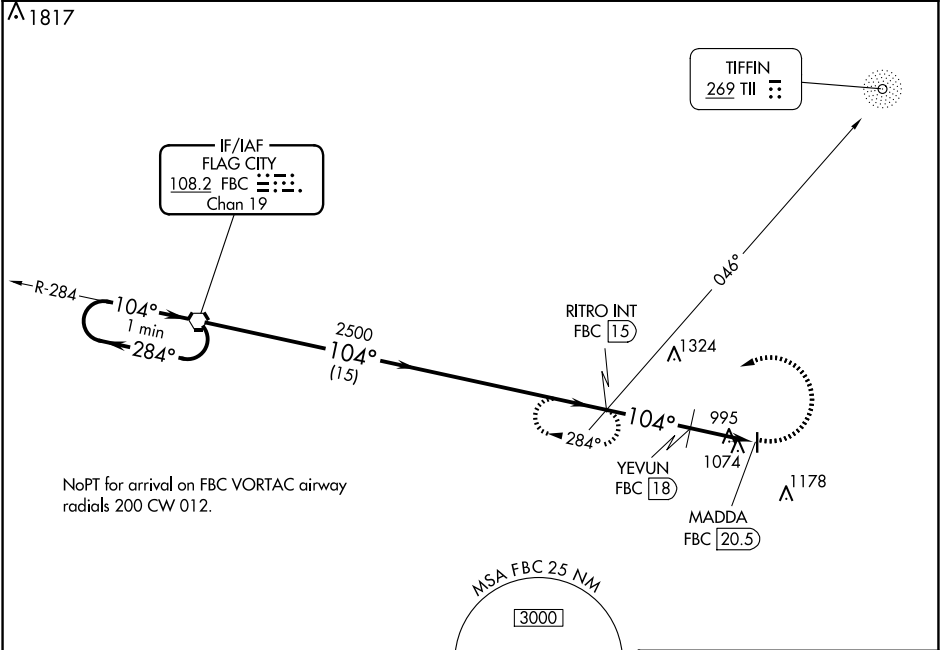 1817
TIFFIN
269 TII
IF/IAF
FLAG CITY
108.2 FBC
Chan 19
R-284
104°
1 min
284°
2500
104°
(15)
RITRO INT
FBC 15
046°
1324
284°
104°
995
1074
YEVUN
FBC 18
1178
MADDA
FBC 20.5
NoPT for arrival on FBC VORTAC airway
radials 200 CW 012.
MSA FBC 25 NM
3000